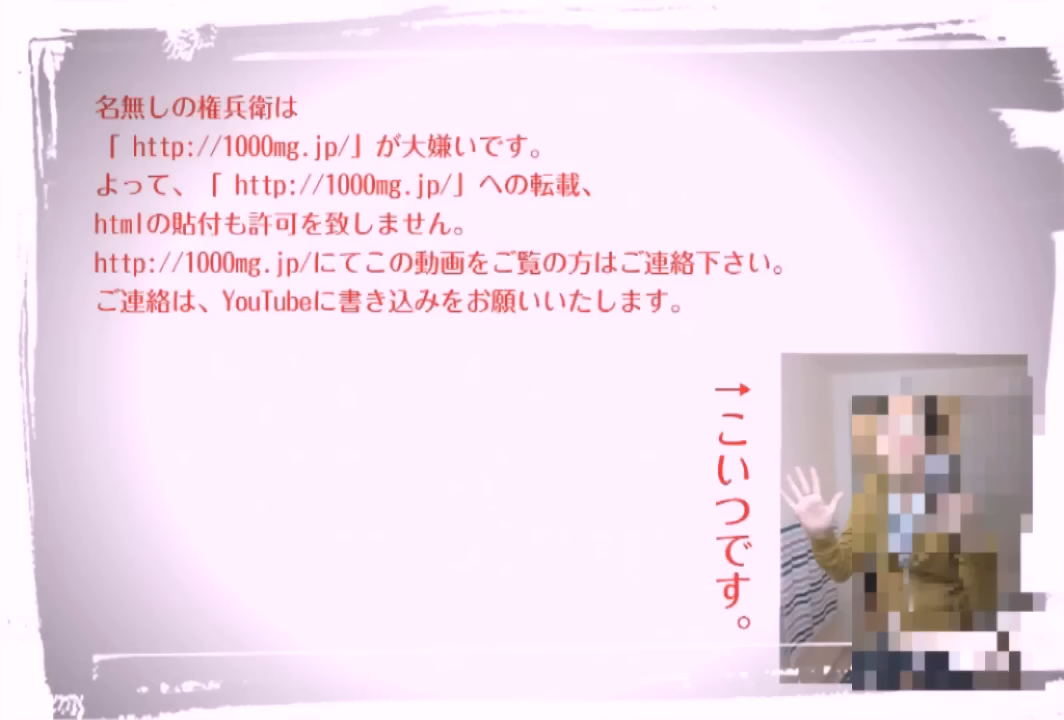 名無しの権兵衛は
「 http://1000mg.jp/」が大嫌いです。
よって、「 http://1000mg.jp/」への転載、
htmlの貼付も許可を致しません。
http://1000mg.jp/にてこの動画をご覧の方はご連絡下さい。
ご連絡は、YouTubeに書き込みをお願いいたします。
→こいつです。